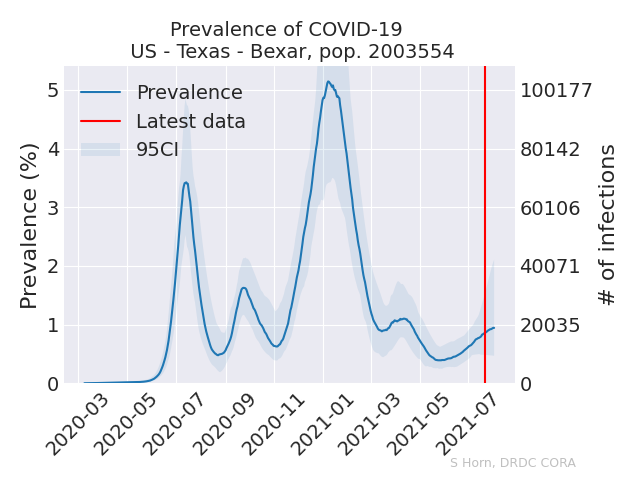 Prevalence of COVID-19
US - Texas - Bexar, pop. 2003554
Prevalence
Latest data
95CI
Prevalence (%)
5
4
3
2
1
0
100177
80142
60106
40071
20035
0
# of infections
2020-03
2020-05
2020-07
2020-09
2020-11
2021-01
2021-03
2021-05
2021-07
S Horn, DRDC CORA